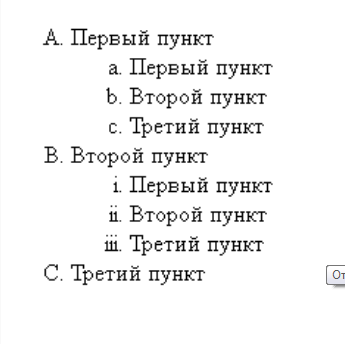 A. Первый пункт
a. Первый пункт
b. Второй пункт
c. Третий пункт
B. Второй пункт
i. Первый пункт
ii. Второй пункт
iii. Третий пункт
C. Третий пункт